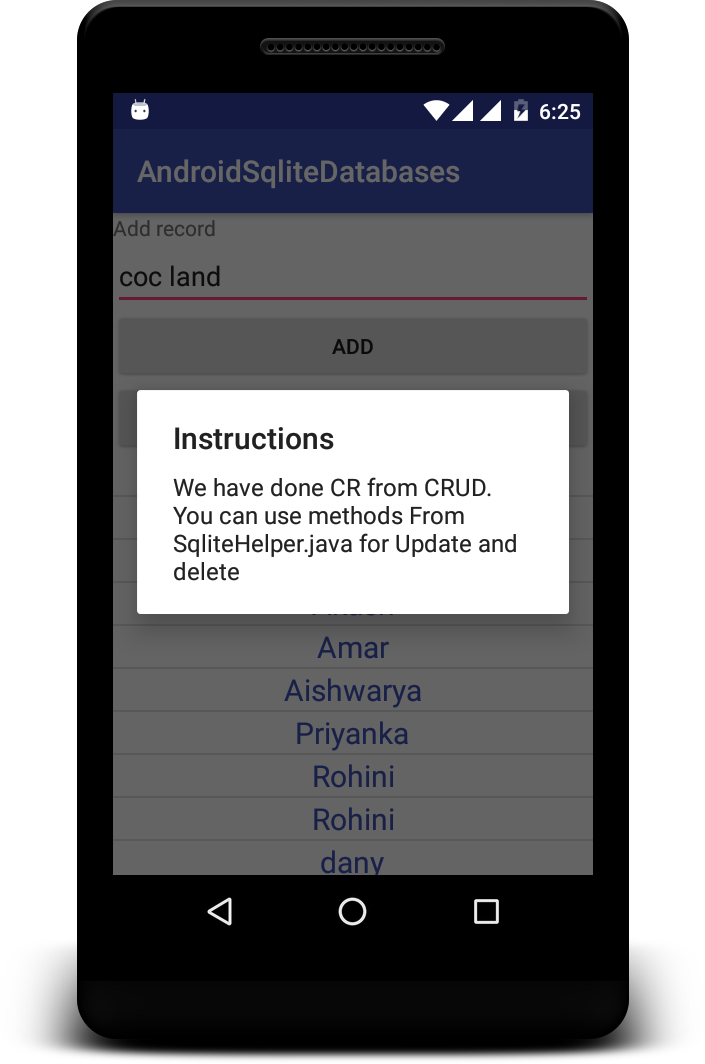 6:25
AndroidSqliteDatabases
Add record
coc land
ADD
Instructions
We have done CR from CRUD.
You can use methods From
SqliteHelper.java for Update and
delete
Amar
Aishwarya
Priyanka
Rohini
Rohini
dany